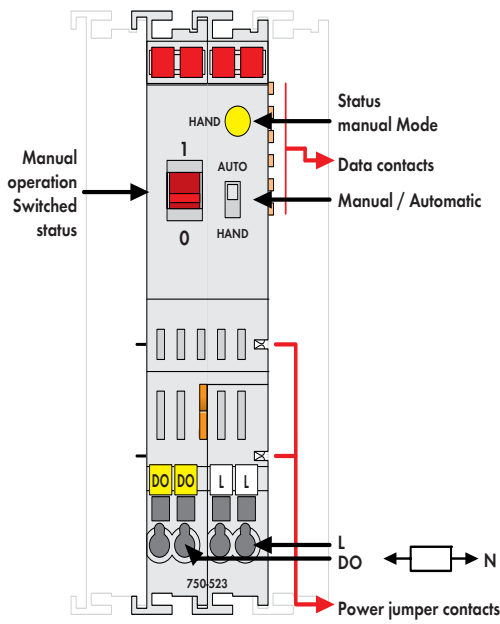 Status
manual Mode
HAND
Data contacts
1
AUTO
Manual
operation
Switched
status
Manual / Automatic
0
HAND
DO DO L L
L
DO
N
750-523
Power jumper contacts